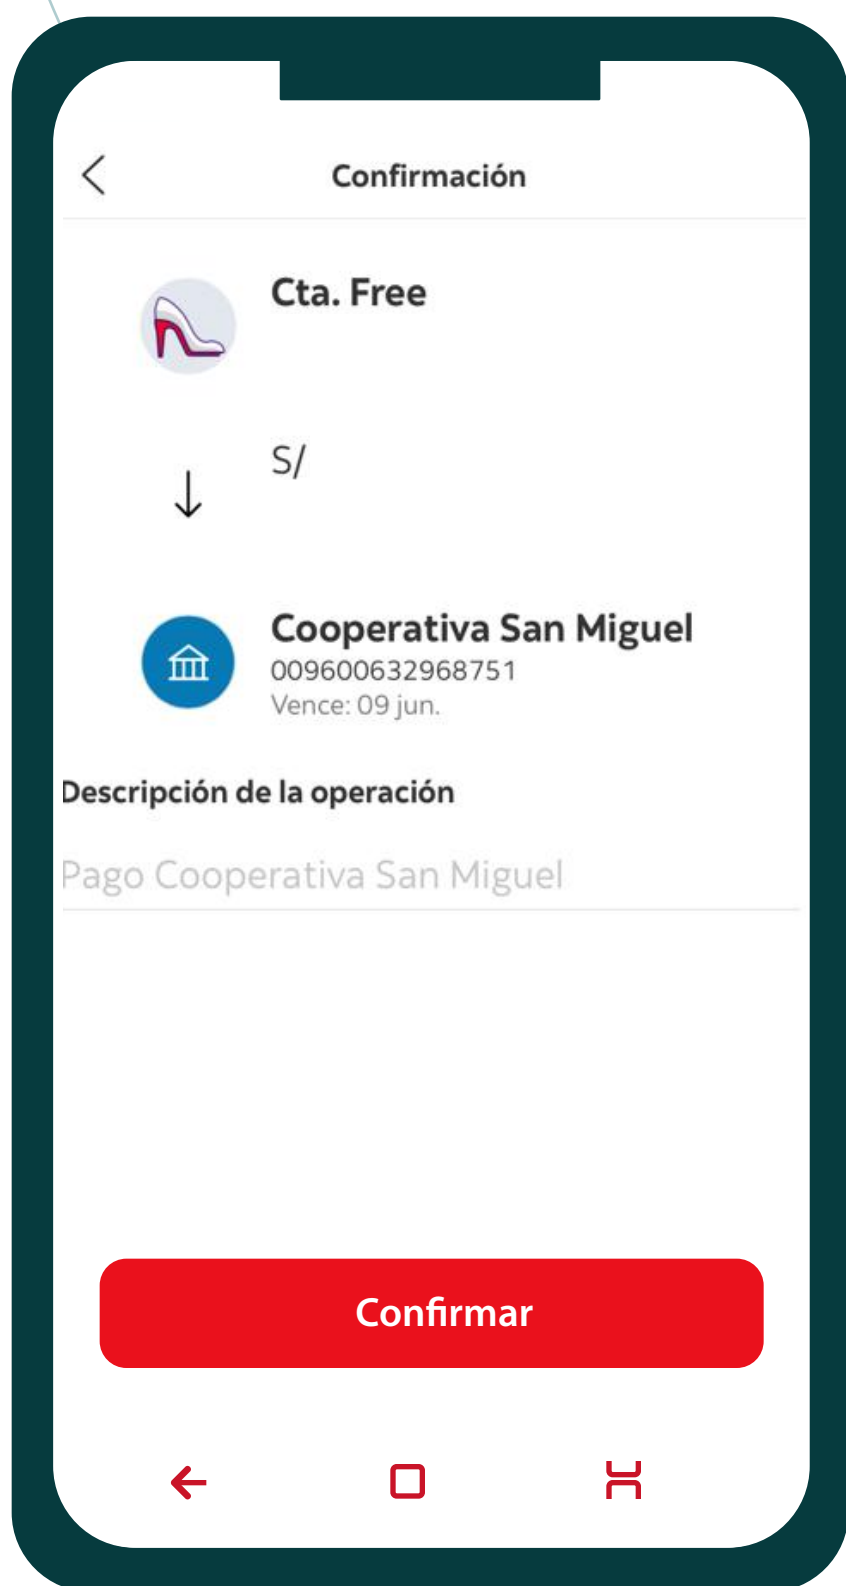 Confirmación
Cta. Free
S/
Cooperativa San Miguel
009600632968751
Vence: 09 jun.
Descripción de la operación
Pago Cooperativa San Miguel
Confirmar